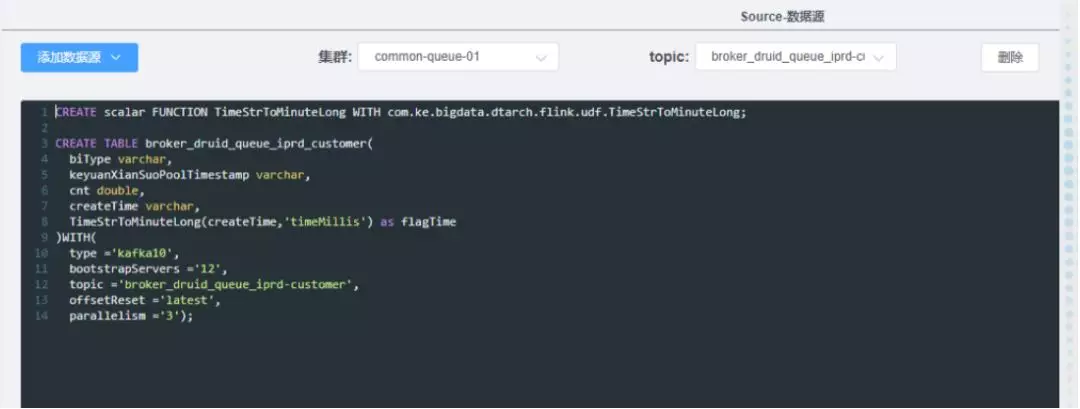 Source-数据源
添加数据源 集群: common-queue-01 topic: broker_druid_queue_iprd-cu 删除
1 CREATE scalar FUNCTION TimeStrToMinuteLong WITH com.ke.bigdata.dtarch.flink.udf.TimeStrToMinuteLong;
2
3 CREATE TABLE broker_druid_queue_iprd_customer(
4 biType varchar,
5 keyuanXianSuoPoolTimestamp varchar,
6 cnt double,
7 createTime varchar,
8 TimeStrToMinuteLong(createTime,'timeMillis') as flagTime
9 )WITH(
10 type ='kafka10',
11 bootstrapServers ='12',
12 topic ='broker_druid_queue_iprd-customer',
13 offsetReset ='latest',
14 parallelism ='3');